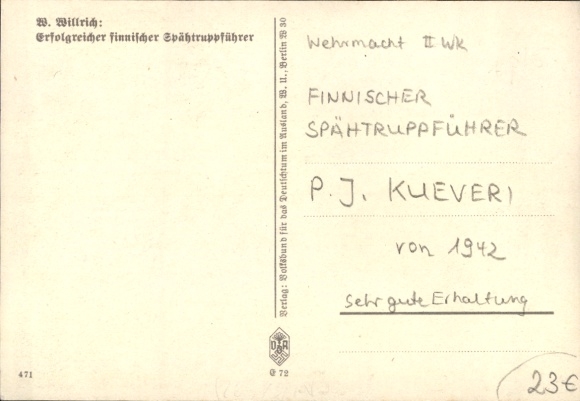 W. Willrich:
Erfolgreicher finnischer Spähtruppführer
Verlag: Volksbund für das Deutschtum im Ausland, W. U., Berlin W 30
Wehrmacht II Wk
FINNISCHER
SPÄHTRUPPFÜHRER
P.J. KUEVERI
von 1942
Sehr gute Erhaltung
471
E 72
23€